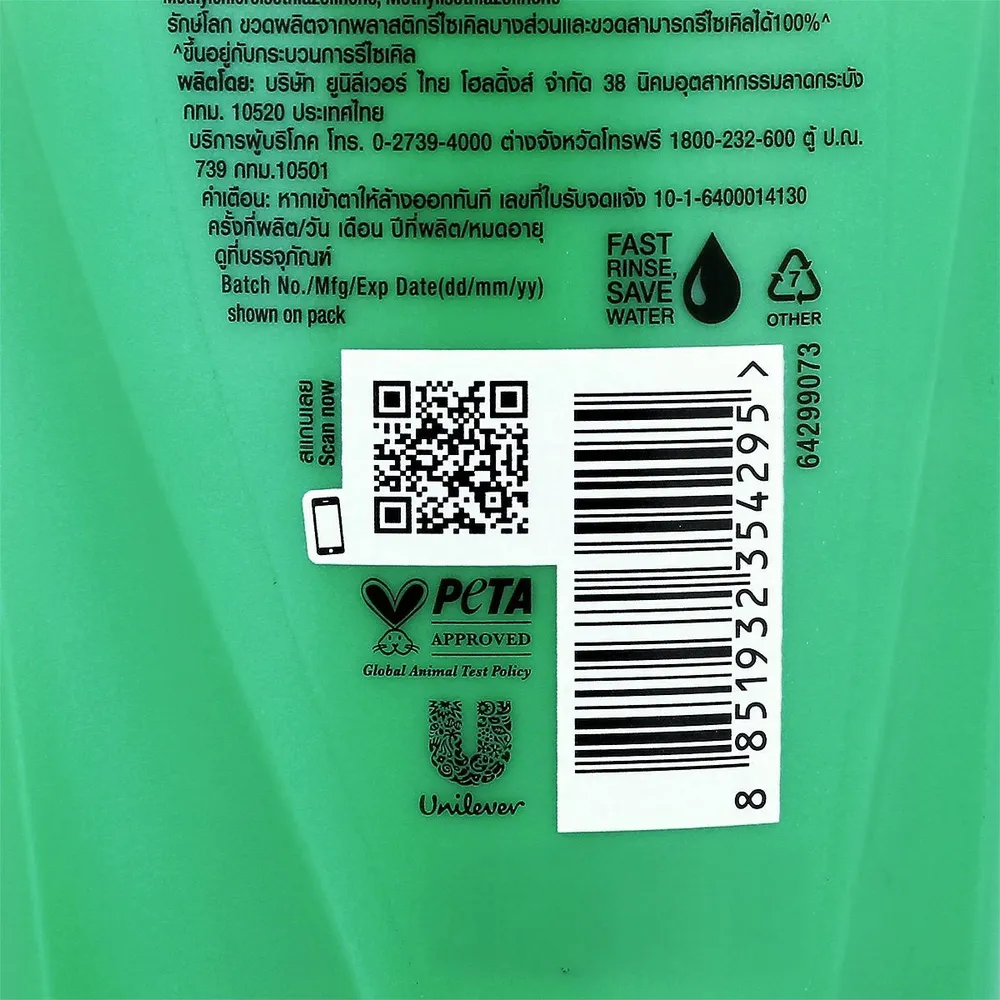 Methylchloroisothiazolinone, Methylisothiazolinone
รักษ์โลก ขวดผลิตจากพลาสติกรีไซเคิลบางส่วนและขวดสามารถรีไซเคิลได้100%^
^ขึ้นอยู่กับกระบวนการรีไซเคิล
ผลิตโดย: บริษัท ยูนิลีเวอร์ ไทย โฮลดิ้งส์ จำกัด 38 นิคมอุตสาหกรรมลาดกระบัง
กทม. 10520 ประเทศไทย
บริการผู้บริโภค โทร. 0-2739-4000 ต่างจังหวัดโทรฟรี 1800-232-600 ตู้ ป.ณ.
739 กทม.10501
คำเตือน: หากเข้าตาให้ล้างออกทันที เลขที่ใบรับจดแจ้ง 10-1-6400014130
ครั้งที่ผลิต/วัน เดือน ปีที่ผลิต/หมดอายุ
ดูที่บรรจุภัณฑ์
Batch No./Mfg/Exp Date(dd/mm/yy)
shown on pack
FAST
RINSE,
SAVE
WATER
7
OTHER
สแกนเลย
Scan now
64299073
8 851932 354295 >
PeTA
APPROVED
Global Animal Test Policy
Unilever